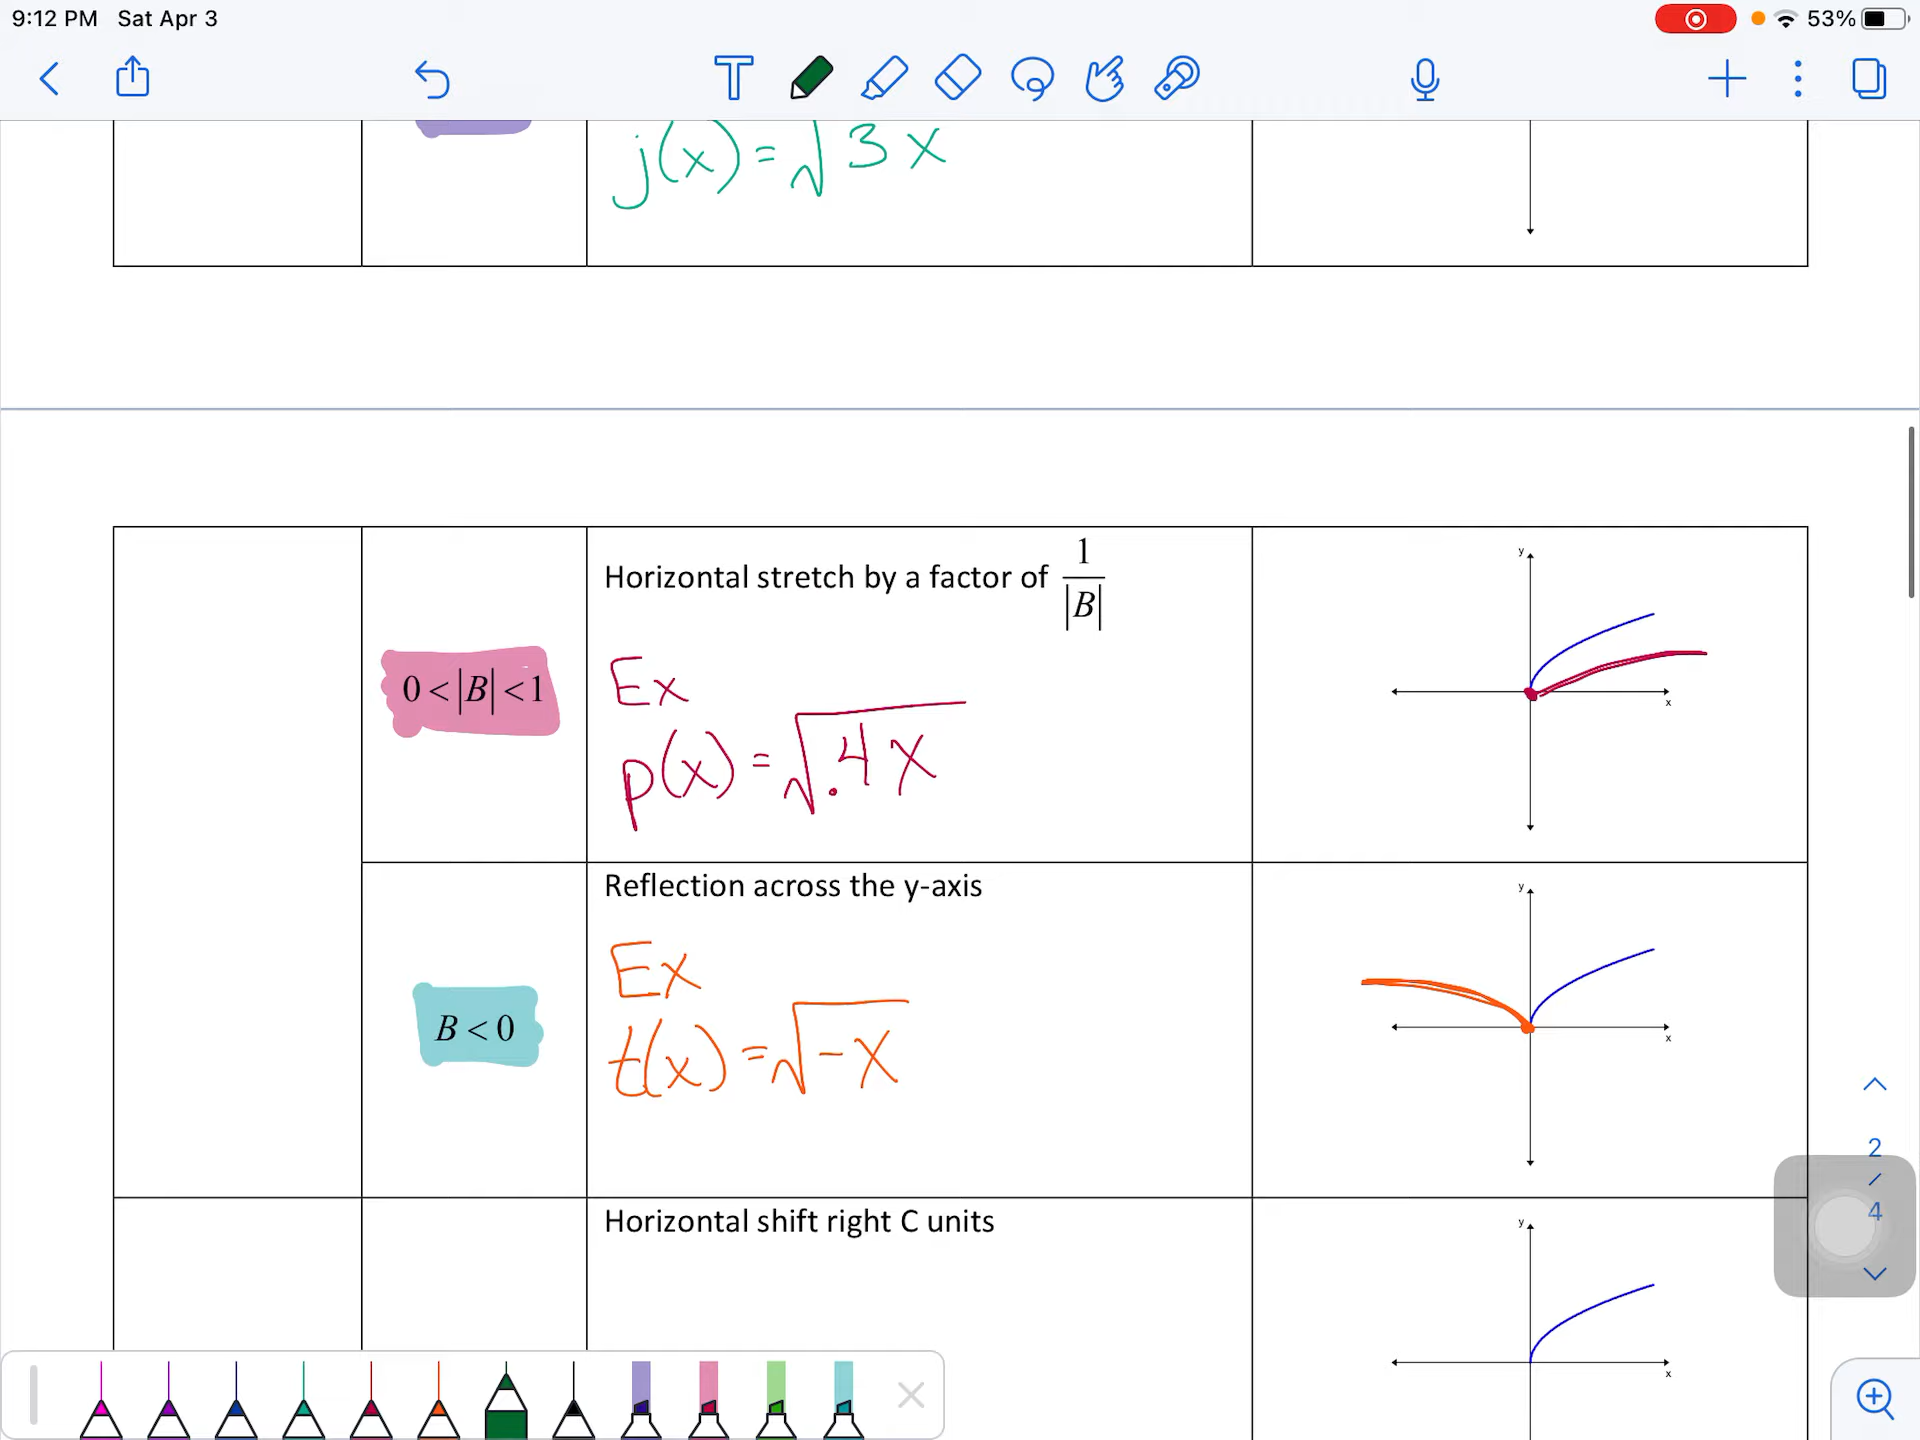 9:12 PM Sat Apr 3
53%
T
j(x) = √3x
Horizontal stretch by a factor of 1/|B|
y
0 < |B| < 1
Ex
x
p(x) = √.4x
Reflection across the y-axis
y
Ex
B < 0
x
t(x) = √-x
2
/
4
Horizontal shift right C units
y
x